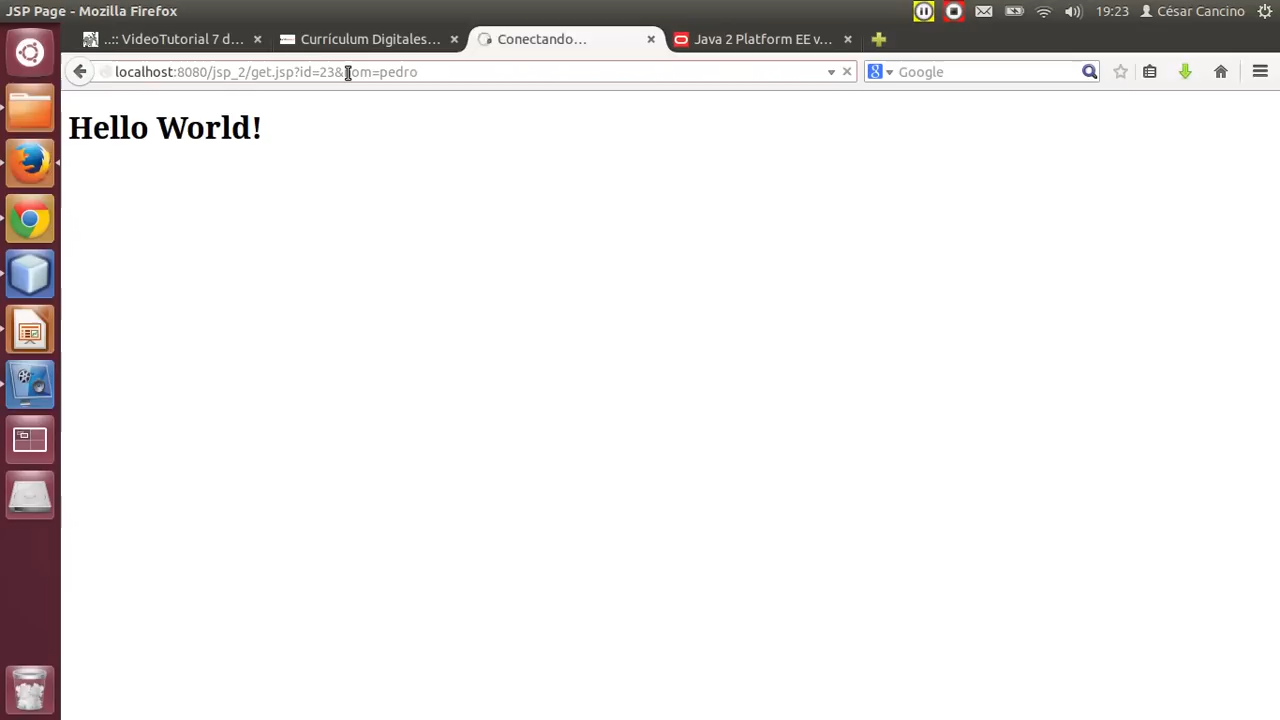 JSP Page - Mozilla Firefox
19:23
César Cancino
..:: VideoTutorial 7 d...
Currículum Digitales...
Conectando...
Java 2 Platform EE v...
localhost:8080/jsp_2/get.jsp?id=23&nom=pedro
Google
Hello World!